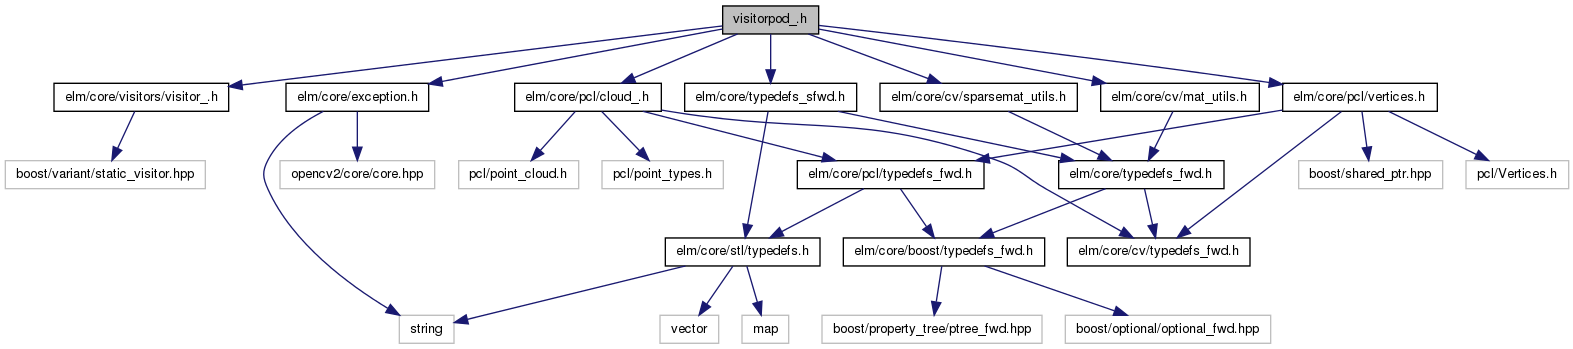 visitorpod_.h
elm/core/visitors/visitor_.h
elm/core/exception.h
elm/core/pcl/cloud_.h
elm/core/typedefs_sfwd.h
elm/core/cv/sparsemat_utils.h
elm/core/cv/mat_utils.h
elm/core/pcl/vertices.h
boost/variant/static_visitor.hpp
opencv2/core/core.hpp
pcl/point_cloud.h
pcl/point_types.h
elm/core/pcl/typedefs_fwd.h
elm/core/typedefs_fwd.h
boost/shared_ptr.hpp
pcl/Vertices.h
elm/core/stl/typedefs.h
elm/core/boost/typedefs_fwd.h
elm/core/cv/typedefs_fwd.h
string
vector
map
boost/property_tree/ptree_fwd.hpp
boost/optional/optional_fwd.hpp